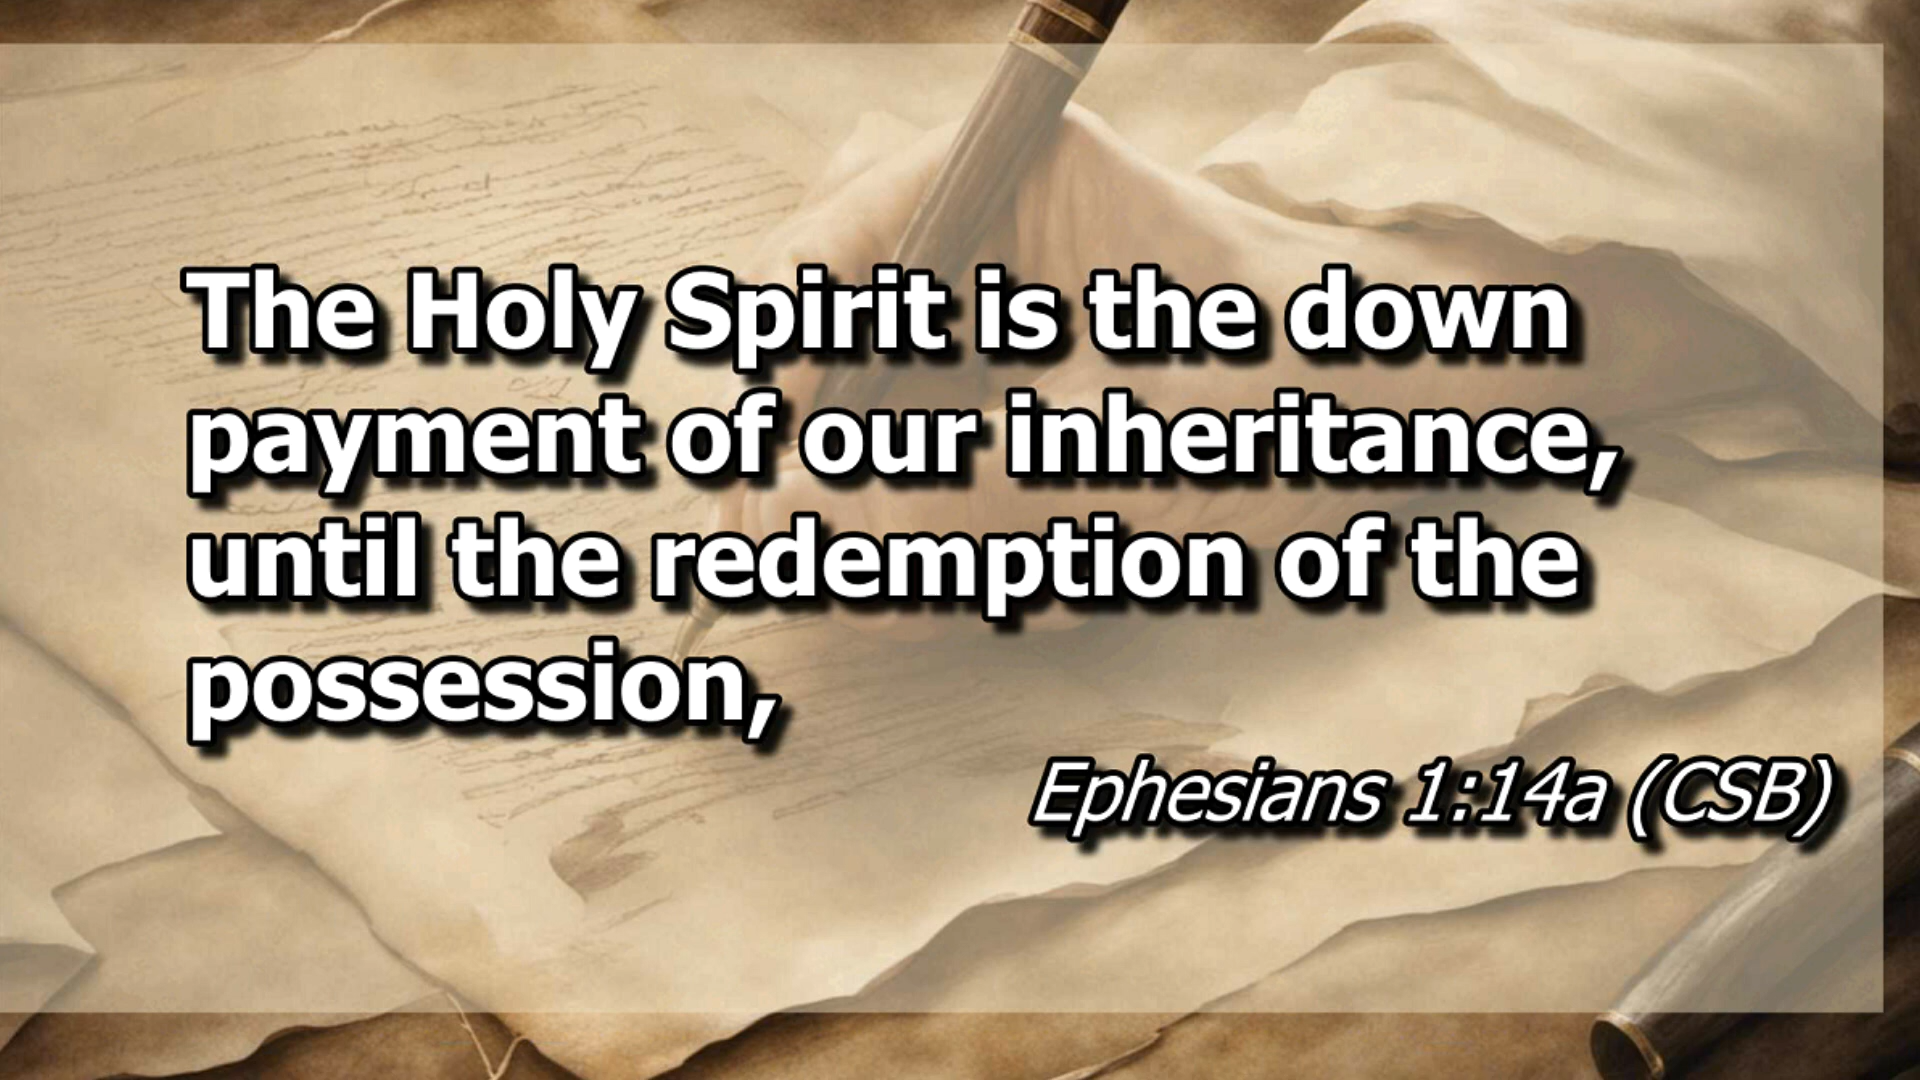 The Holy Spirit is the down
payment of our inheritance,
until the redemption of the
possession,
Ephesians 1:14a (CSB)